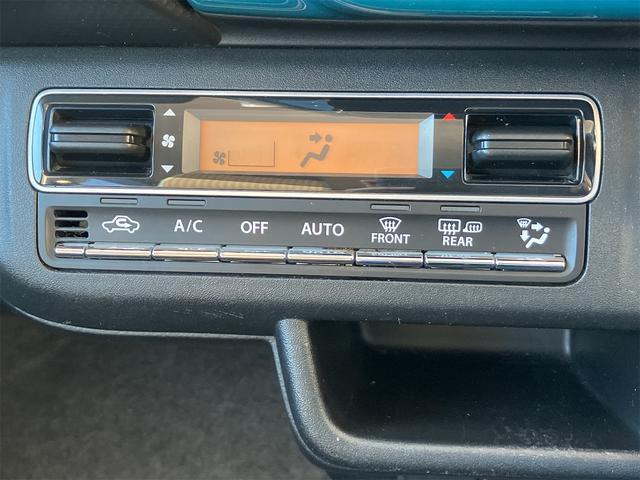 A/C OFF AUTO FRONT REAR